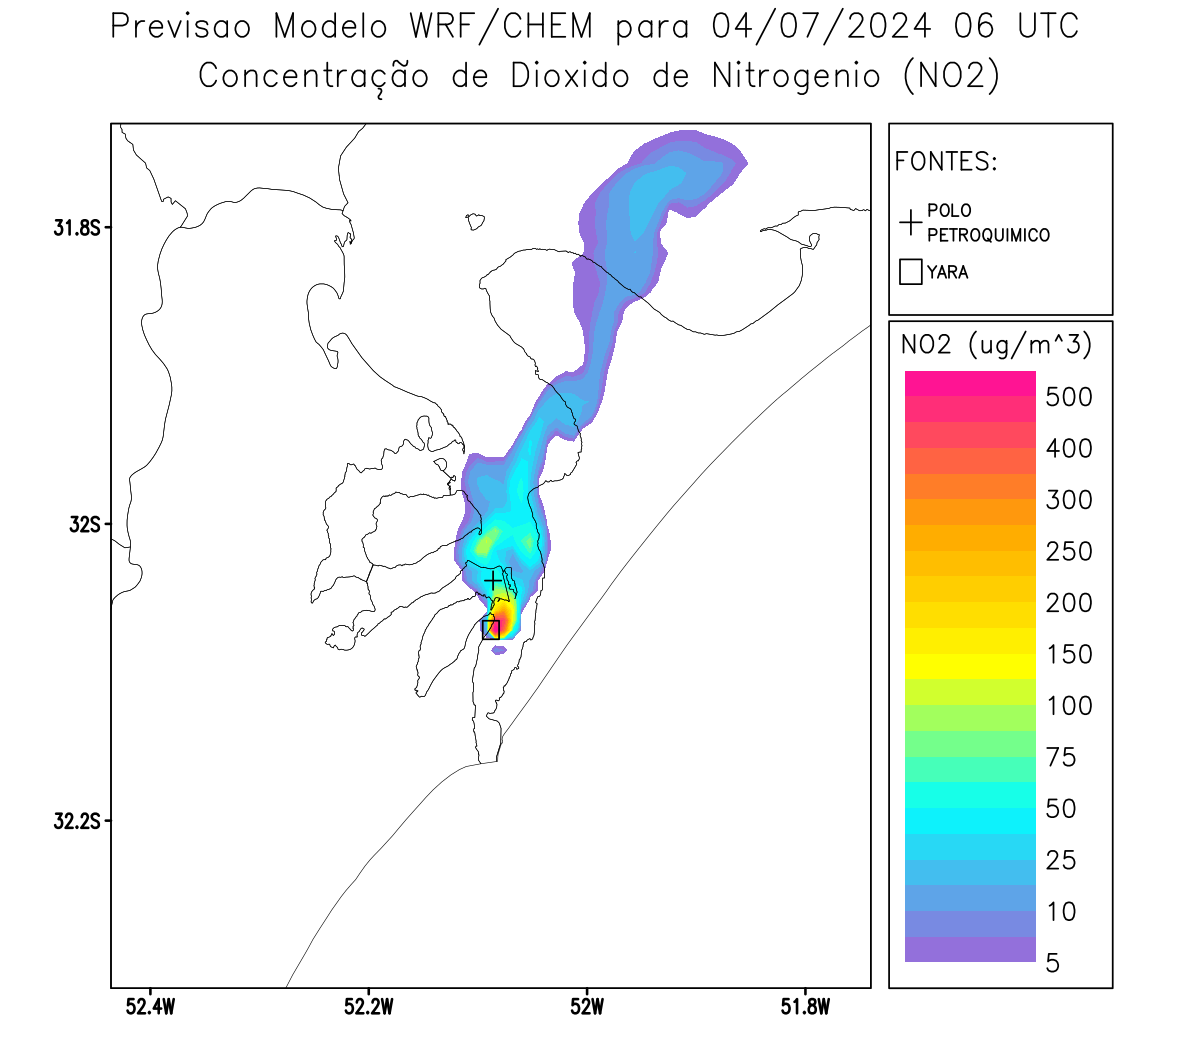 Previsao Modelo WRF/CHEM para 04/07/2024 06 UTC
Concentração de Dioxido de Nitrogenio (NO2)
FONTES:
POLO
PETROQUIMICO
YARA
NO2 (ug/m^3)
500
400
300
250
200
150
100
75
50
25
10
5
31.8S
32S
32.2S
52.4W
52.2W
52W
51.8W